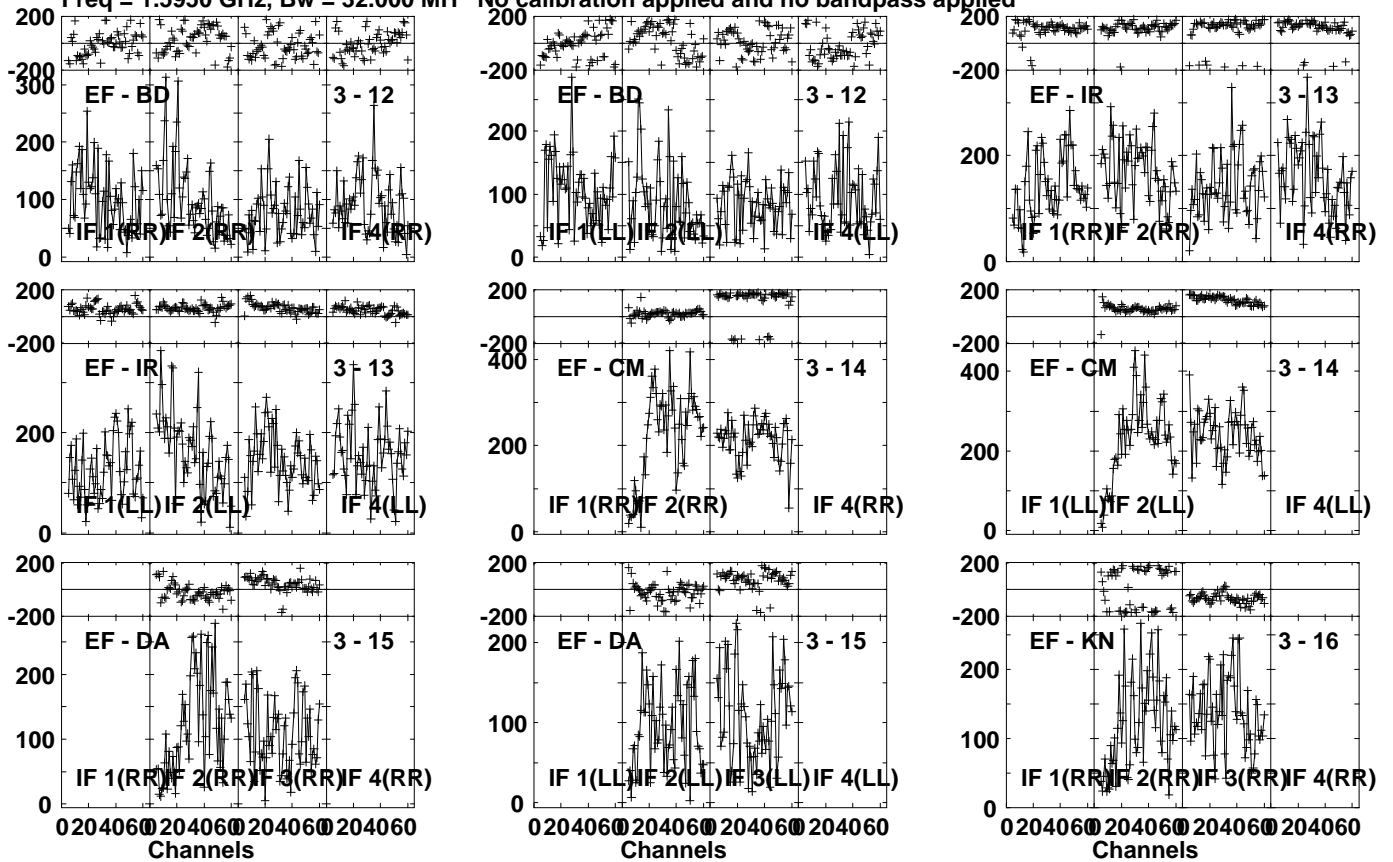 Freq = 1.5950 GHz, Bw = 32.000 MH No calibration applied and no bandpass applied
200
-200
300
200
100
0
EF - BD
3 - 12
IF 1(RR)
IF 2(RR)
IF 4(RR)
200
-200
200
100
0
EF - BD
3 - 12
IF 1(LL)
IF 2(LL)
IF 4(LL)
200
-200
200
0
EF - IR
3 - 13
IF 1(RR)
IF 2(RR)
IF 4(RR)
200
-200
200
0
EF - IR
3 - 13
IF 1(LL)
IF 2(LL)
IF 4(LL)
200
-200
400
200
0
EF - CM
3 - 14
IF 1(RR)
IF 2(RR)
IF 4(RR)
200
-200
400
200
0
EF - CM
3 - 14
IF 1(LL)
IF 2(LL)
IF 4(LL)
200
-200
200
100
0
EF - DA
3 - 15
IF 1(RR)
IF 2(RR)
IF 3(RR)
IF 4(RR)
0 20 40 60 0 20 40 60 0 20 40 60 0 20 40 60
Channels
200
-200
200
100
0
EF - DA
3 - 15
IF 1(LL)
IF 2(LL)
IF 3(LL)
IF 4(LL)
0 20 40 60 0 20 40 60 0 20 40 60 0 20 40 60
Channels
200
-200
200
0
EF - KN
3 - 16
IF 1(RR)
IF 2(RR)
IF 3(RR)
IF 4(RR)
0 20 40 60 0 20 40 60 0 20 40 60 0 20 40 60
Channels